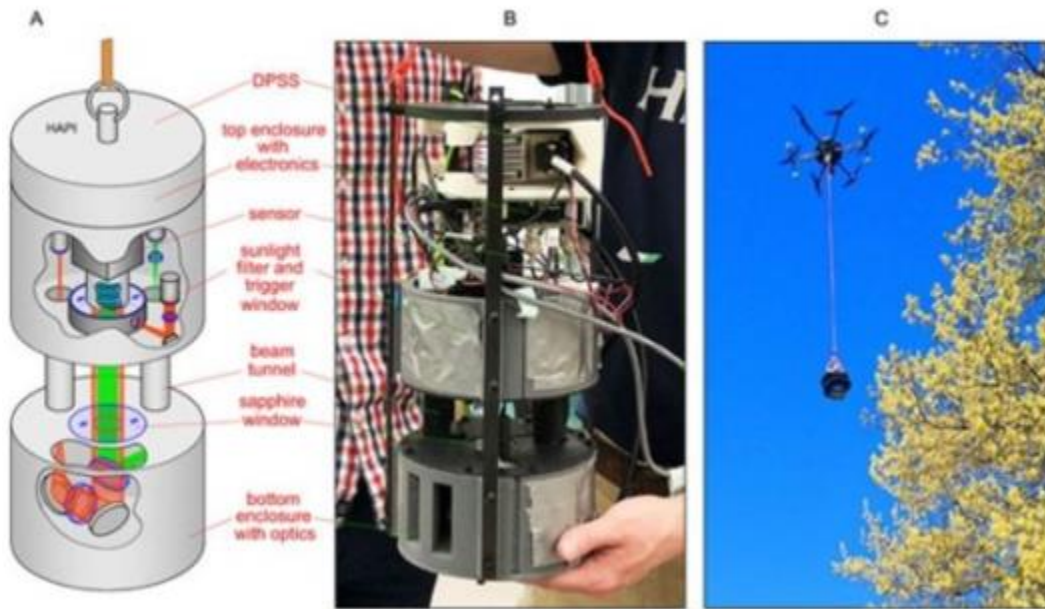 A
B
C
HAPI
DPSS
top enclosure
with
electronics
sensor
sunlight
filter and
trigger
window
beam
tunnel
sapphire
window
bottom
enclosure
with optics
H